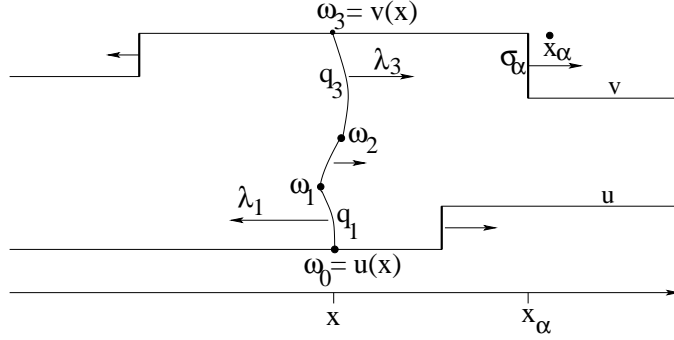 ω₃ = v(x)
ẋα
σα
λ₃
q₃
v
ω₂
ω₁
u
λ₁
q₁
ω₀ = u(x)
x
xα